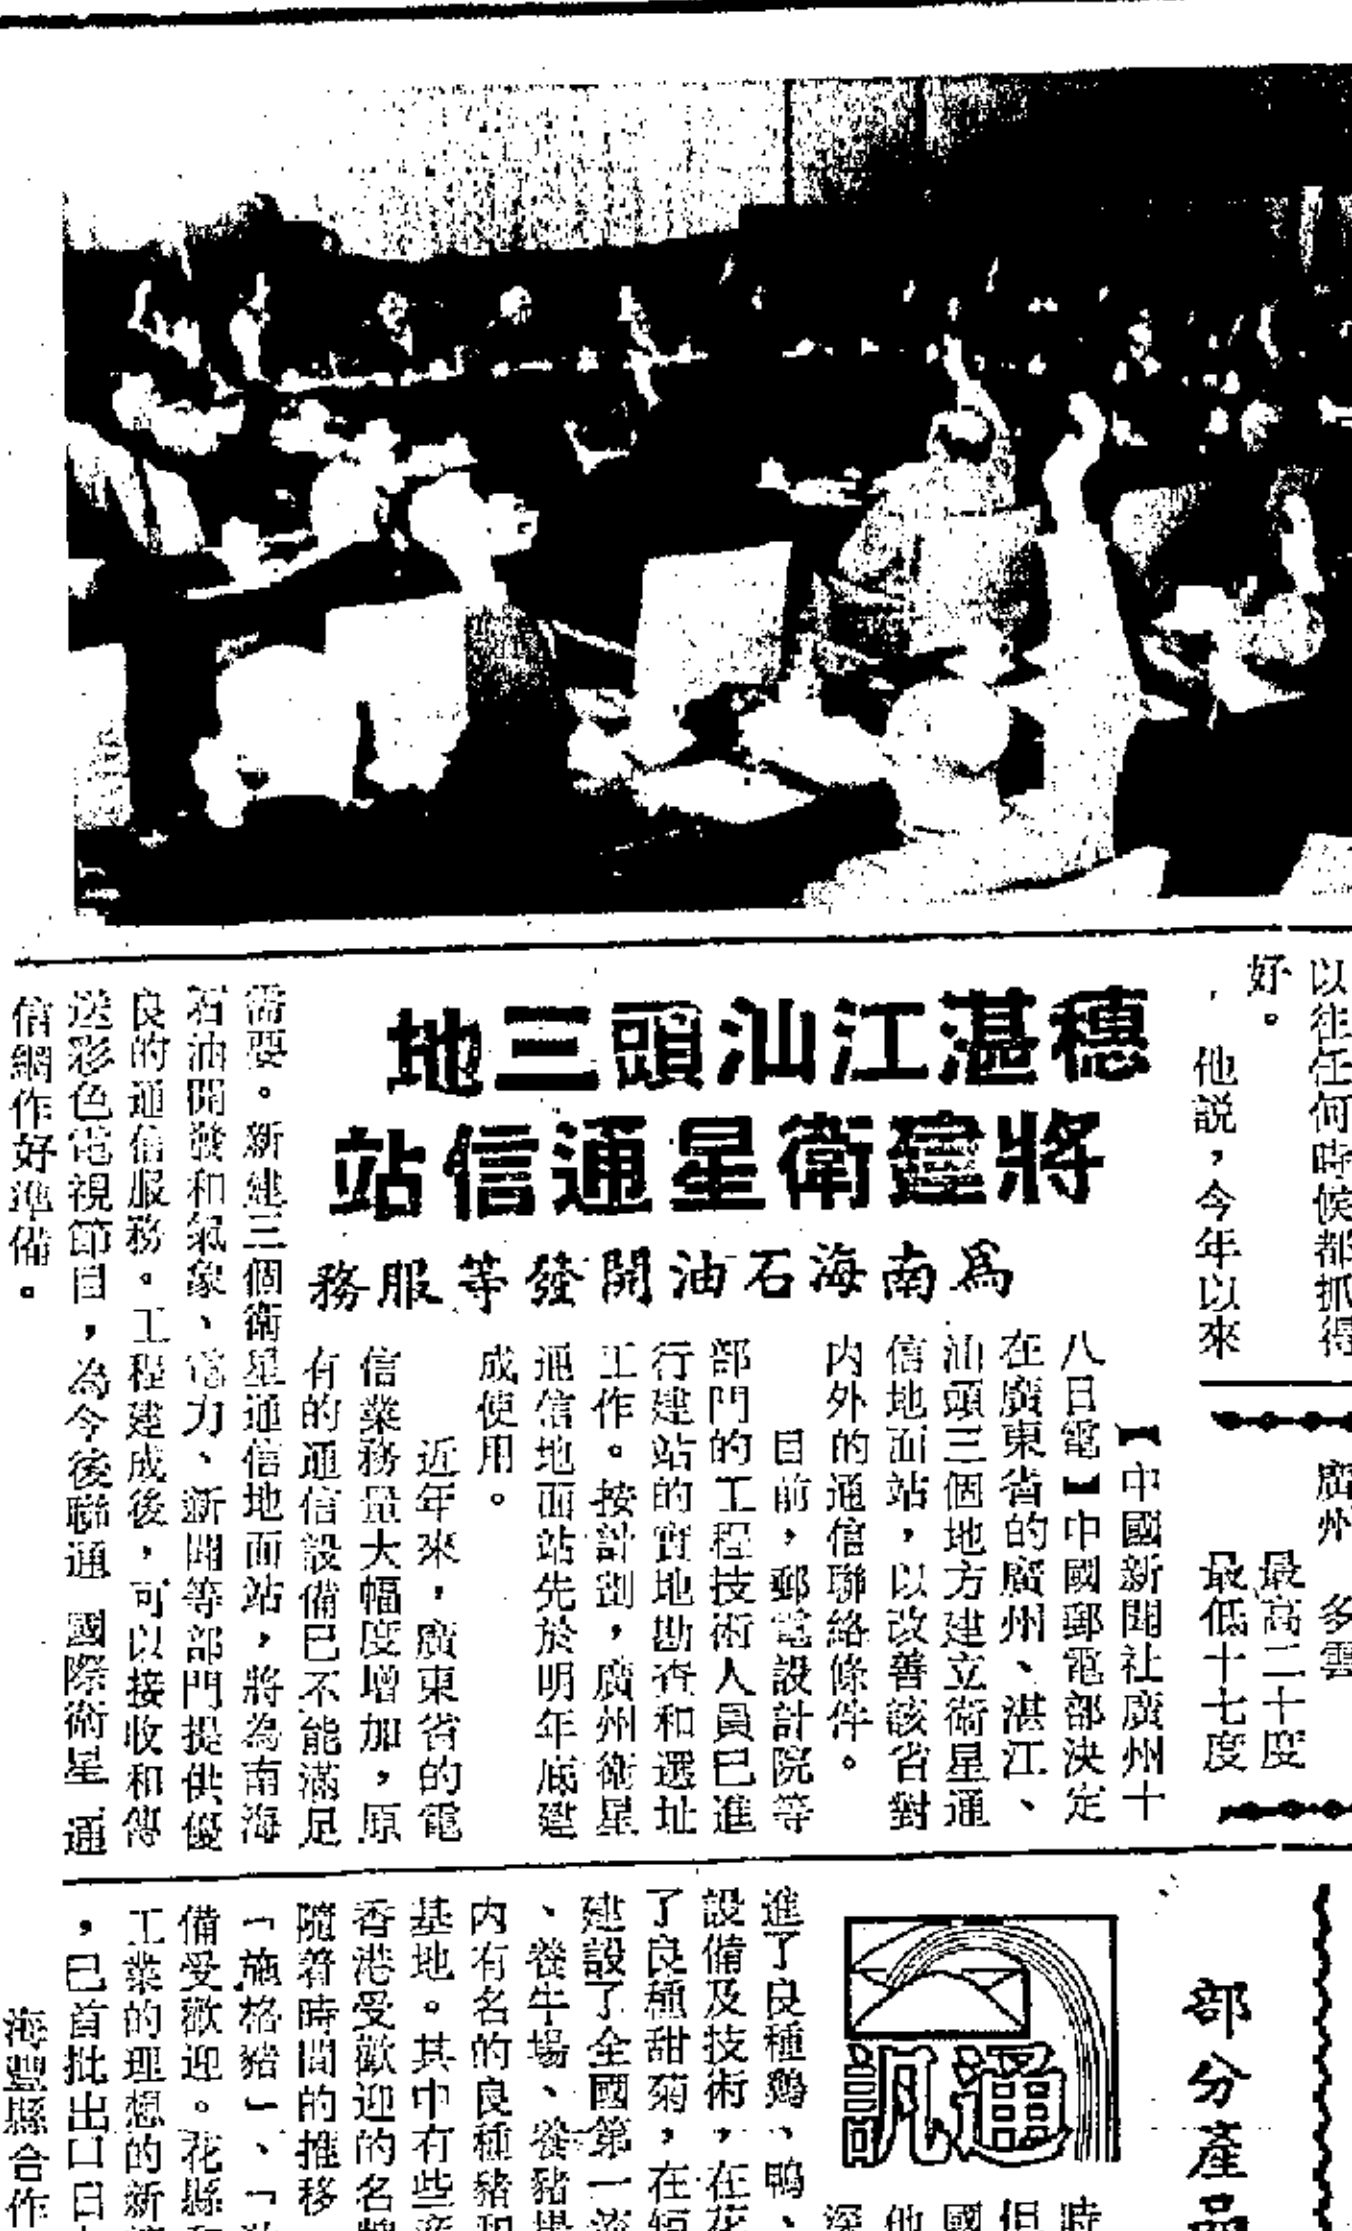 以往任何時候都抓得
好。
他説，今年以來
廣州　多雲
最高二十度
最低十七度
穗湛江汕頭三地
將建衛星通信站
爲南海石油開發等服務
【中國新聞社廣州十
八日電】中國郵電部決定
在廣東省的廣州、湛江、
汕頭三個地方建立衛星通
信地面站，以改善該省對
内外的通信聯絡條件。
目前，郵電設計院等
部門的工程技術人員已進
行建站的實地勘查和選址
工作。按計劃，廣州衛星
通信地面站先於明年底建
成使用。
近年來，廣東省的電
信業務量大幅度增加，原
有的通信設備已不能滿足
需要。新建三個衛星通信地面站，將為南海
石油開發和氣象、電力、新聞等部門提供優
良的通信服務。工程建成後，可以接收和傳
送彩色電視節目，為今後聯通國際衛星通
信網作好準備。
部分產品
通訊
時
但
國
他
深
進了良種鷄、鴨、
設備及技術，在花
了良種甜菊，在短
建設了全國第一流
、養牛場、養豬場
内有名的良種豬和
基地。其中有些產
香港受歡迎的名牌
隨着時間的推移
「施格豬」、「
備受歡迎。花縣
工業的理想的新
，已首批出口日
海豐縣合作